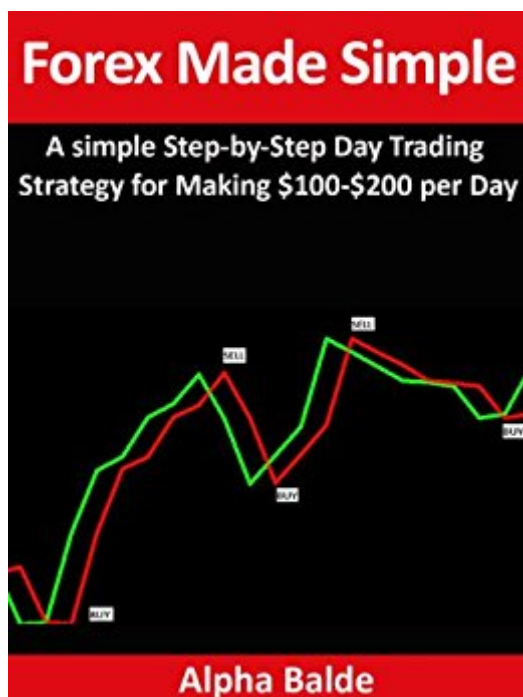 Forex Made Simple
A simple Step-by-Step Day Trading
Strategy for Making $100-$200 per Day
SELL
SELL
BUY
BUY
BUY
Alpha Balde